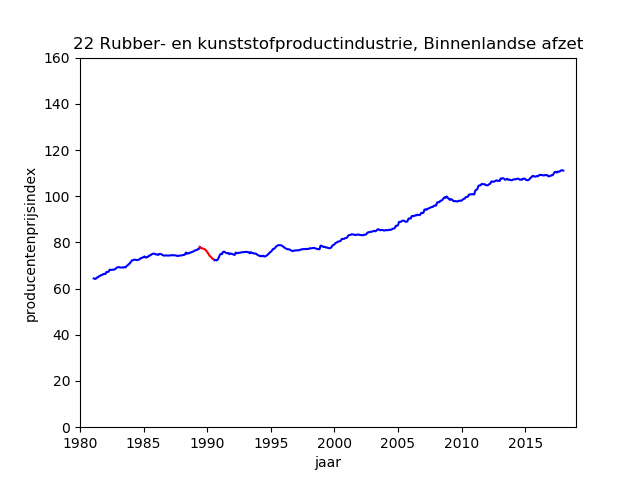 22 Rubber- en kunststofproductindustrie, Binnenlandse afzet
160
140
120
100
80
60
40
20
0
producentenprijsindex
1980 1985 1990 1995 2000 2005 2010 2015
jaar